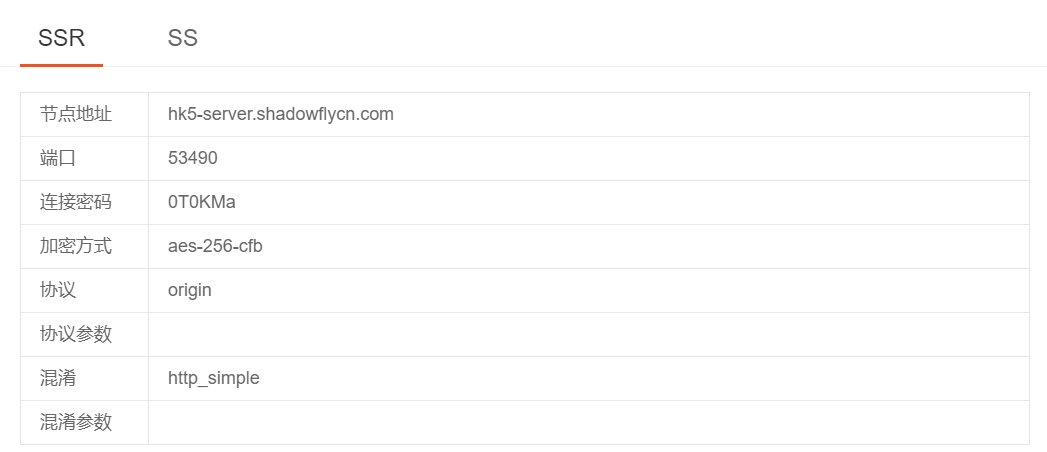 SSR SS
节点地址 hk5-server.shadowflycn.com
端口 53490
连接密码 0T0KMa
加密方式 aes-256-cfb
协议 origin
协议参数
混淆 http_simple
混淆参数